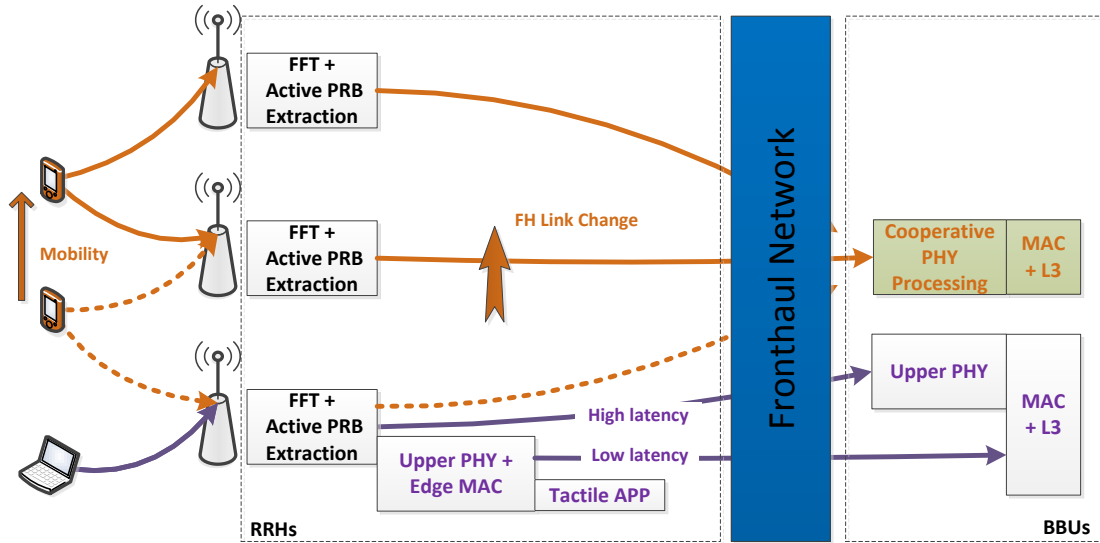 FFT +
Active PRB
Extraction
Mobility
FFT +
Active PRB
Extraction
FH Link Change
Fronthaul Network
Cooperative
PHY
Processing
MAC
+ L3
FFT +
Active PRB
Extraction
High latency
Low latency
Upper PHY +
Edge MAC
Tactile APP
Upper PHY
MAC
+ L3
RRHs
BBUs